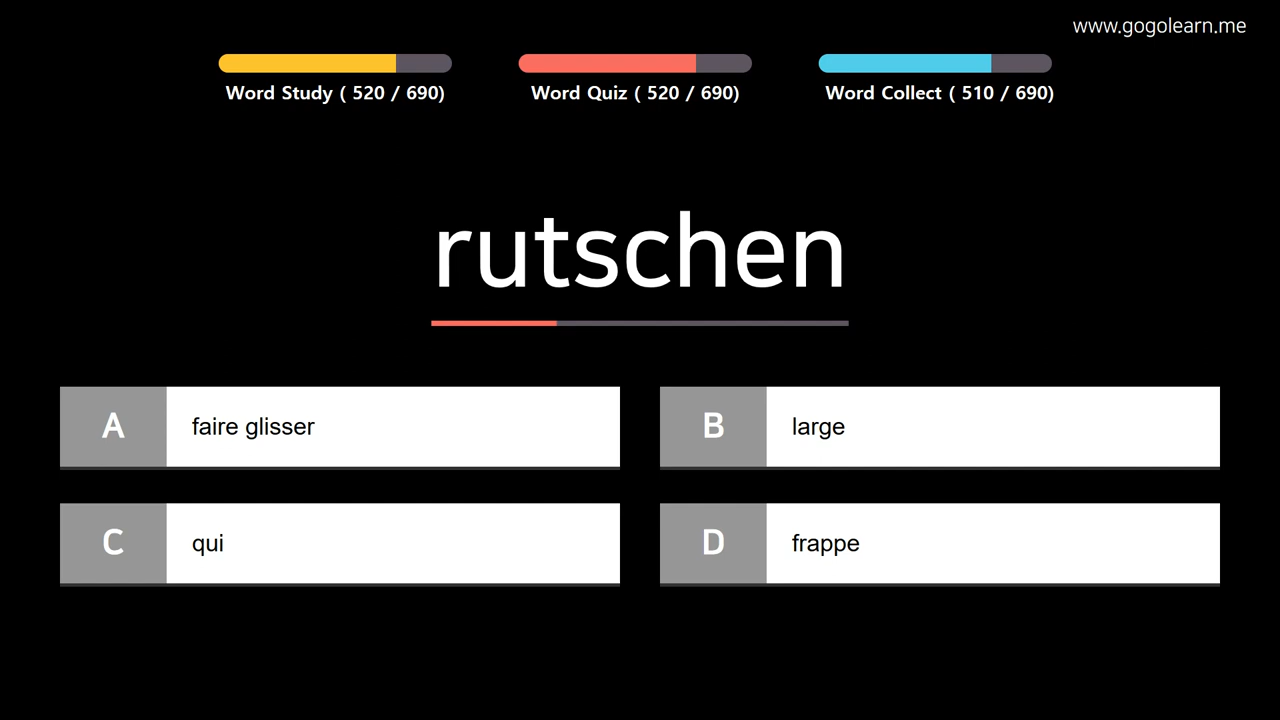 www.gogolearn.me
Word Study ( 520 / 690)
Word Quiz ( 520 / 690)
Word Collect ( 510 / 690)
rutschen
A faire glisser
B large
C qui
D frappe